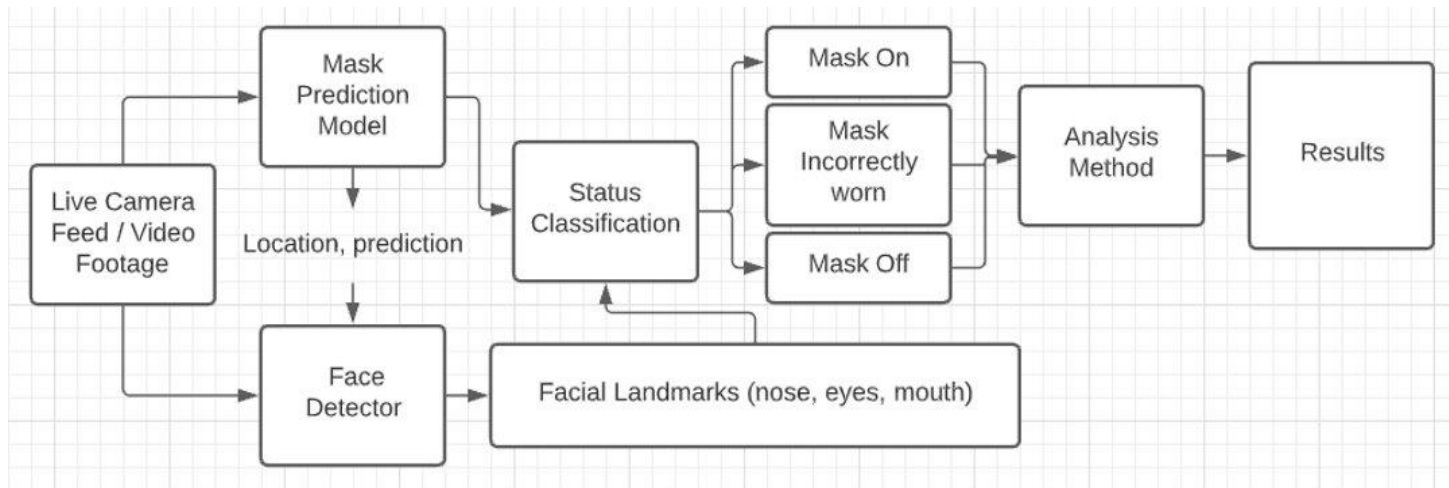 Mask
Prediction
Model
Live Camera
Feed / Video
Footage
Location, prediction
Face
Detector
Facial Landmarks (nose, eyes, mouth)
Status
Classification
Mask On
Mask
Incorrectly
worn
Mask Off
Analysis
Method
Results